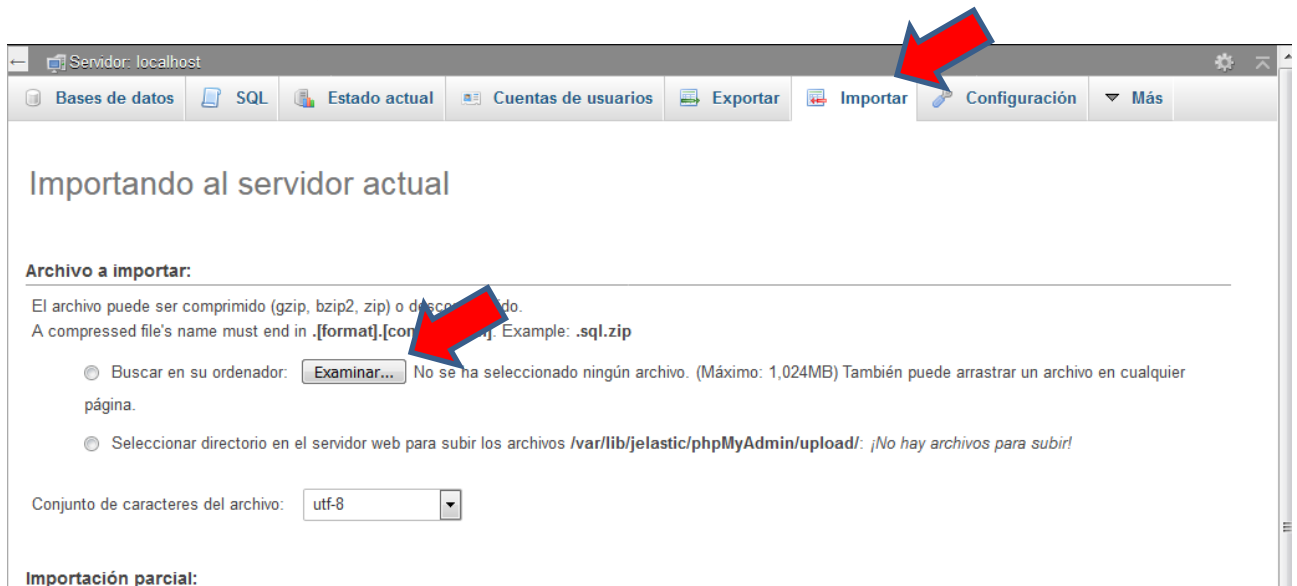 Servidor: localhost
Bases de datos SQL Estado actual Cuentas de usuarios Exportar Importar Configuración Más
Importando al servidor actual
Archivo a importar:
El archivo puede ser comprimido (gzip, bzip2, zip) o
A compressed file's name must end in .[format]. Example: .sql.zip
Buscar en su ordenador: Examinar... No se ha seleccionado ningún archivo. (Máximo: 1,024MB) También puede arrastrar un archivo en cualquier
página.
Seleccionar directorio en el servidor web para subir los archivos /var/lib/jelastic/phpMyAdmin/upload/: ¡No hay archivos para subir!
Conjunto de caracteres del archivo: utf-8
Importación parcial: